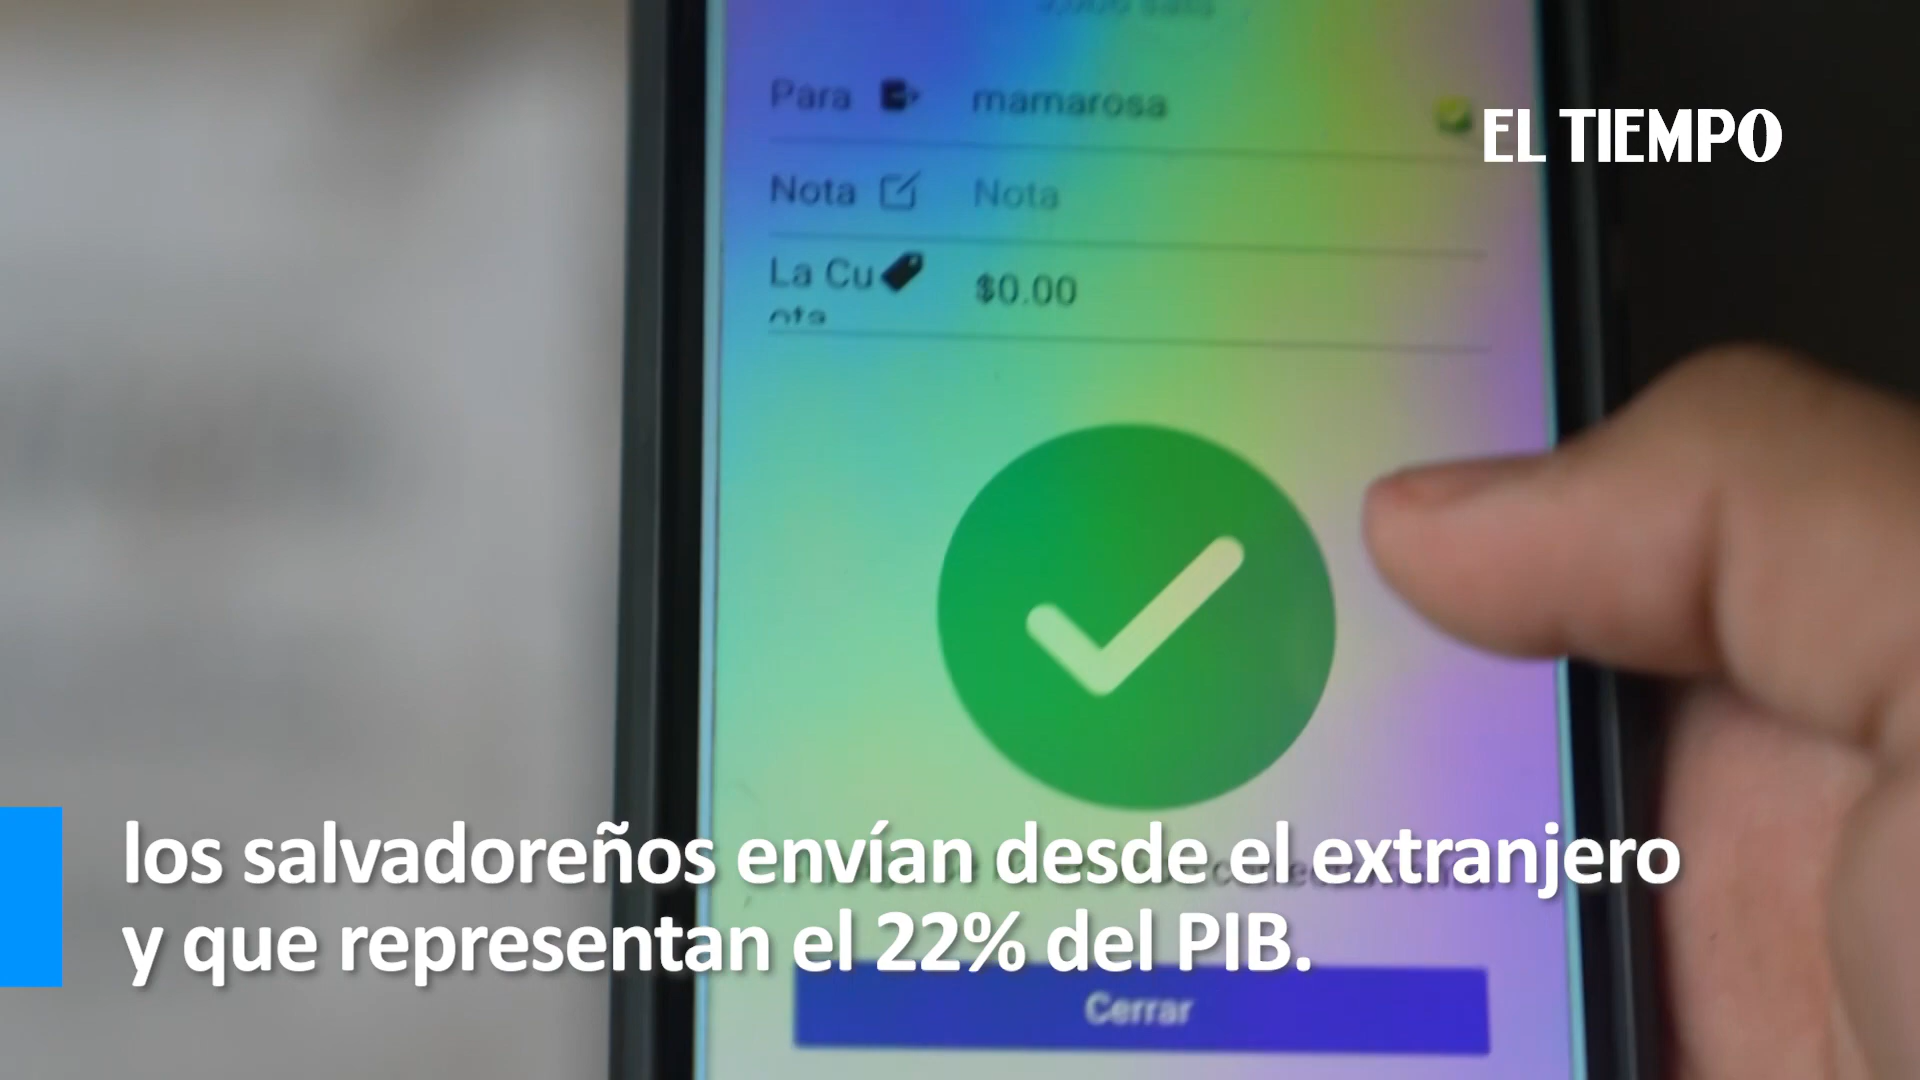 Para mamarosa
EL TIEMPO
Nota Nota
La Cu $0.00
los salvadoreños envían desde el extranjero
y que representan el 22% del PIB.
Cerrar